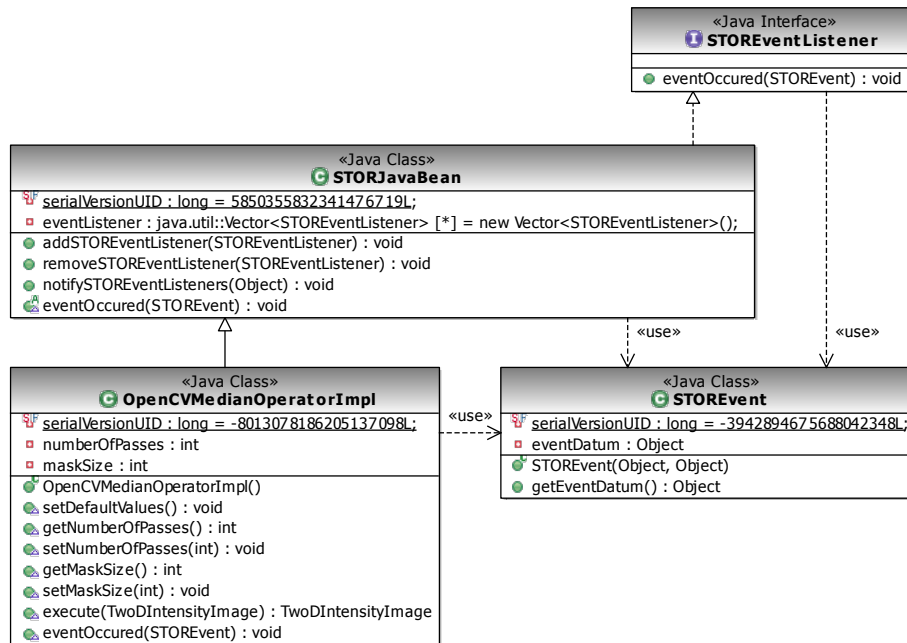 «Java Interface»
STOREventListener
eventOccured(STOREvent) : void
«Java Class»
STORJavaBean
serialVersionUID : long = 5850355832341476719L;
eventListener : java.util::Vector<STOREventListener> [*] = new Vector<STOREventListener>();
addSTOREventListener(STOREventListener) : void
removeSTOREventListener(STOREventListener) : void
notifySTOREventListeners(Object) : void
eventOccured(STOREvent) : void
«use»
«use»
«Java Class»
OpenCVMedianOperatorImpl
serialVersionUID : long = -8013078186205137098L;
numberOfPasses : int
maskSize : int
OpenCVMedianOperatorImpl()
setDefaultValues() : void
getNumberOfPasses() : int
setNumberOfPasses(int) : void
getMaskSize() : int
setMaskSize(int) : void
execute(TwoDIntensityImage) : TwoDIntensityImage
eventOccured(STOREvent) : void
«use»
«Java Class»
STOREvent
serialVersionUID : long = -3942894675688042348L;
eventDatum : Object
STOREvent(Object, Object)
getEventDatum() : Object